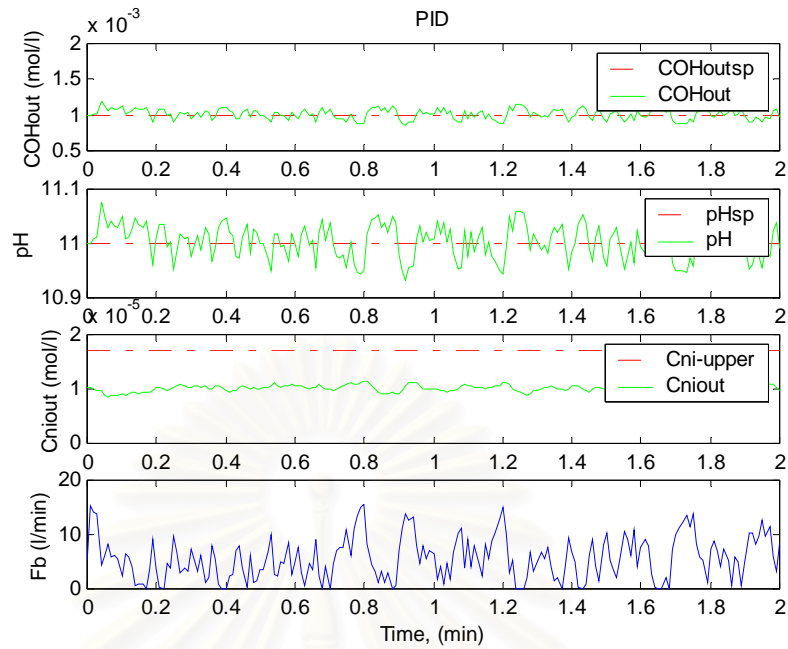 PID
x 10^-3
COHout (mol/l)
2
1.5
1
0.5
COHoutsp
COHout
0 0.2 0.4 0.6 0.8 1 1.2 1.4 1.6 1.8 2
pH
11.1
11
10.9
pHsp
pH
0 0.2 0.4 0.6 0.8 1 1.2 1.4 1.6 1.8 2
x 10^-5
Cniout (mol/l)
2
1
0
Cni-upper
Cniout
0 0.2 0.4 0.6 0.8 1 1.2 1.4 1.6 1.8 2
Fb (l/min)
20
10
0
0 0.2 0.4 0.6 0.8 1 1.2 1.4 1.6 1.8 2
Time, (min)